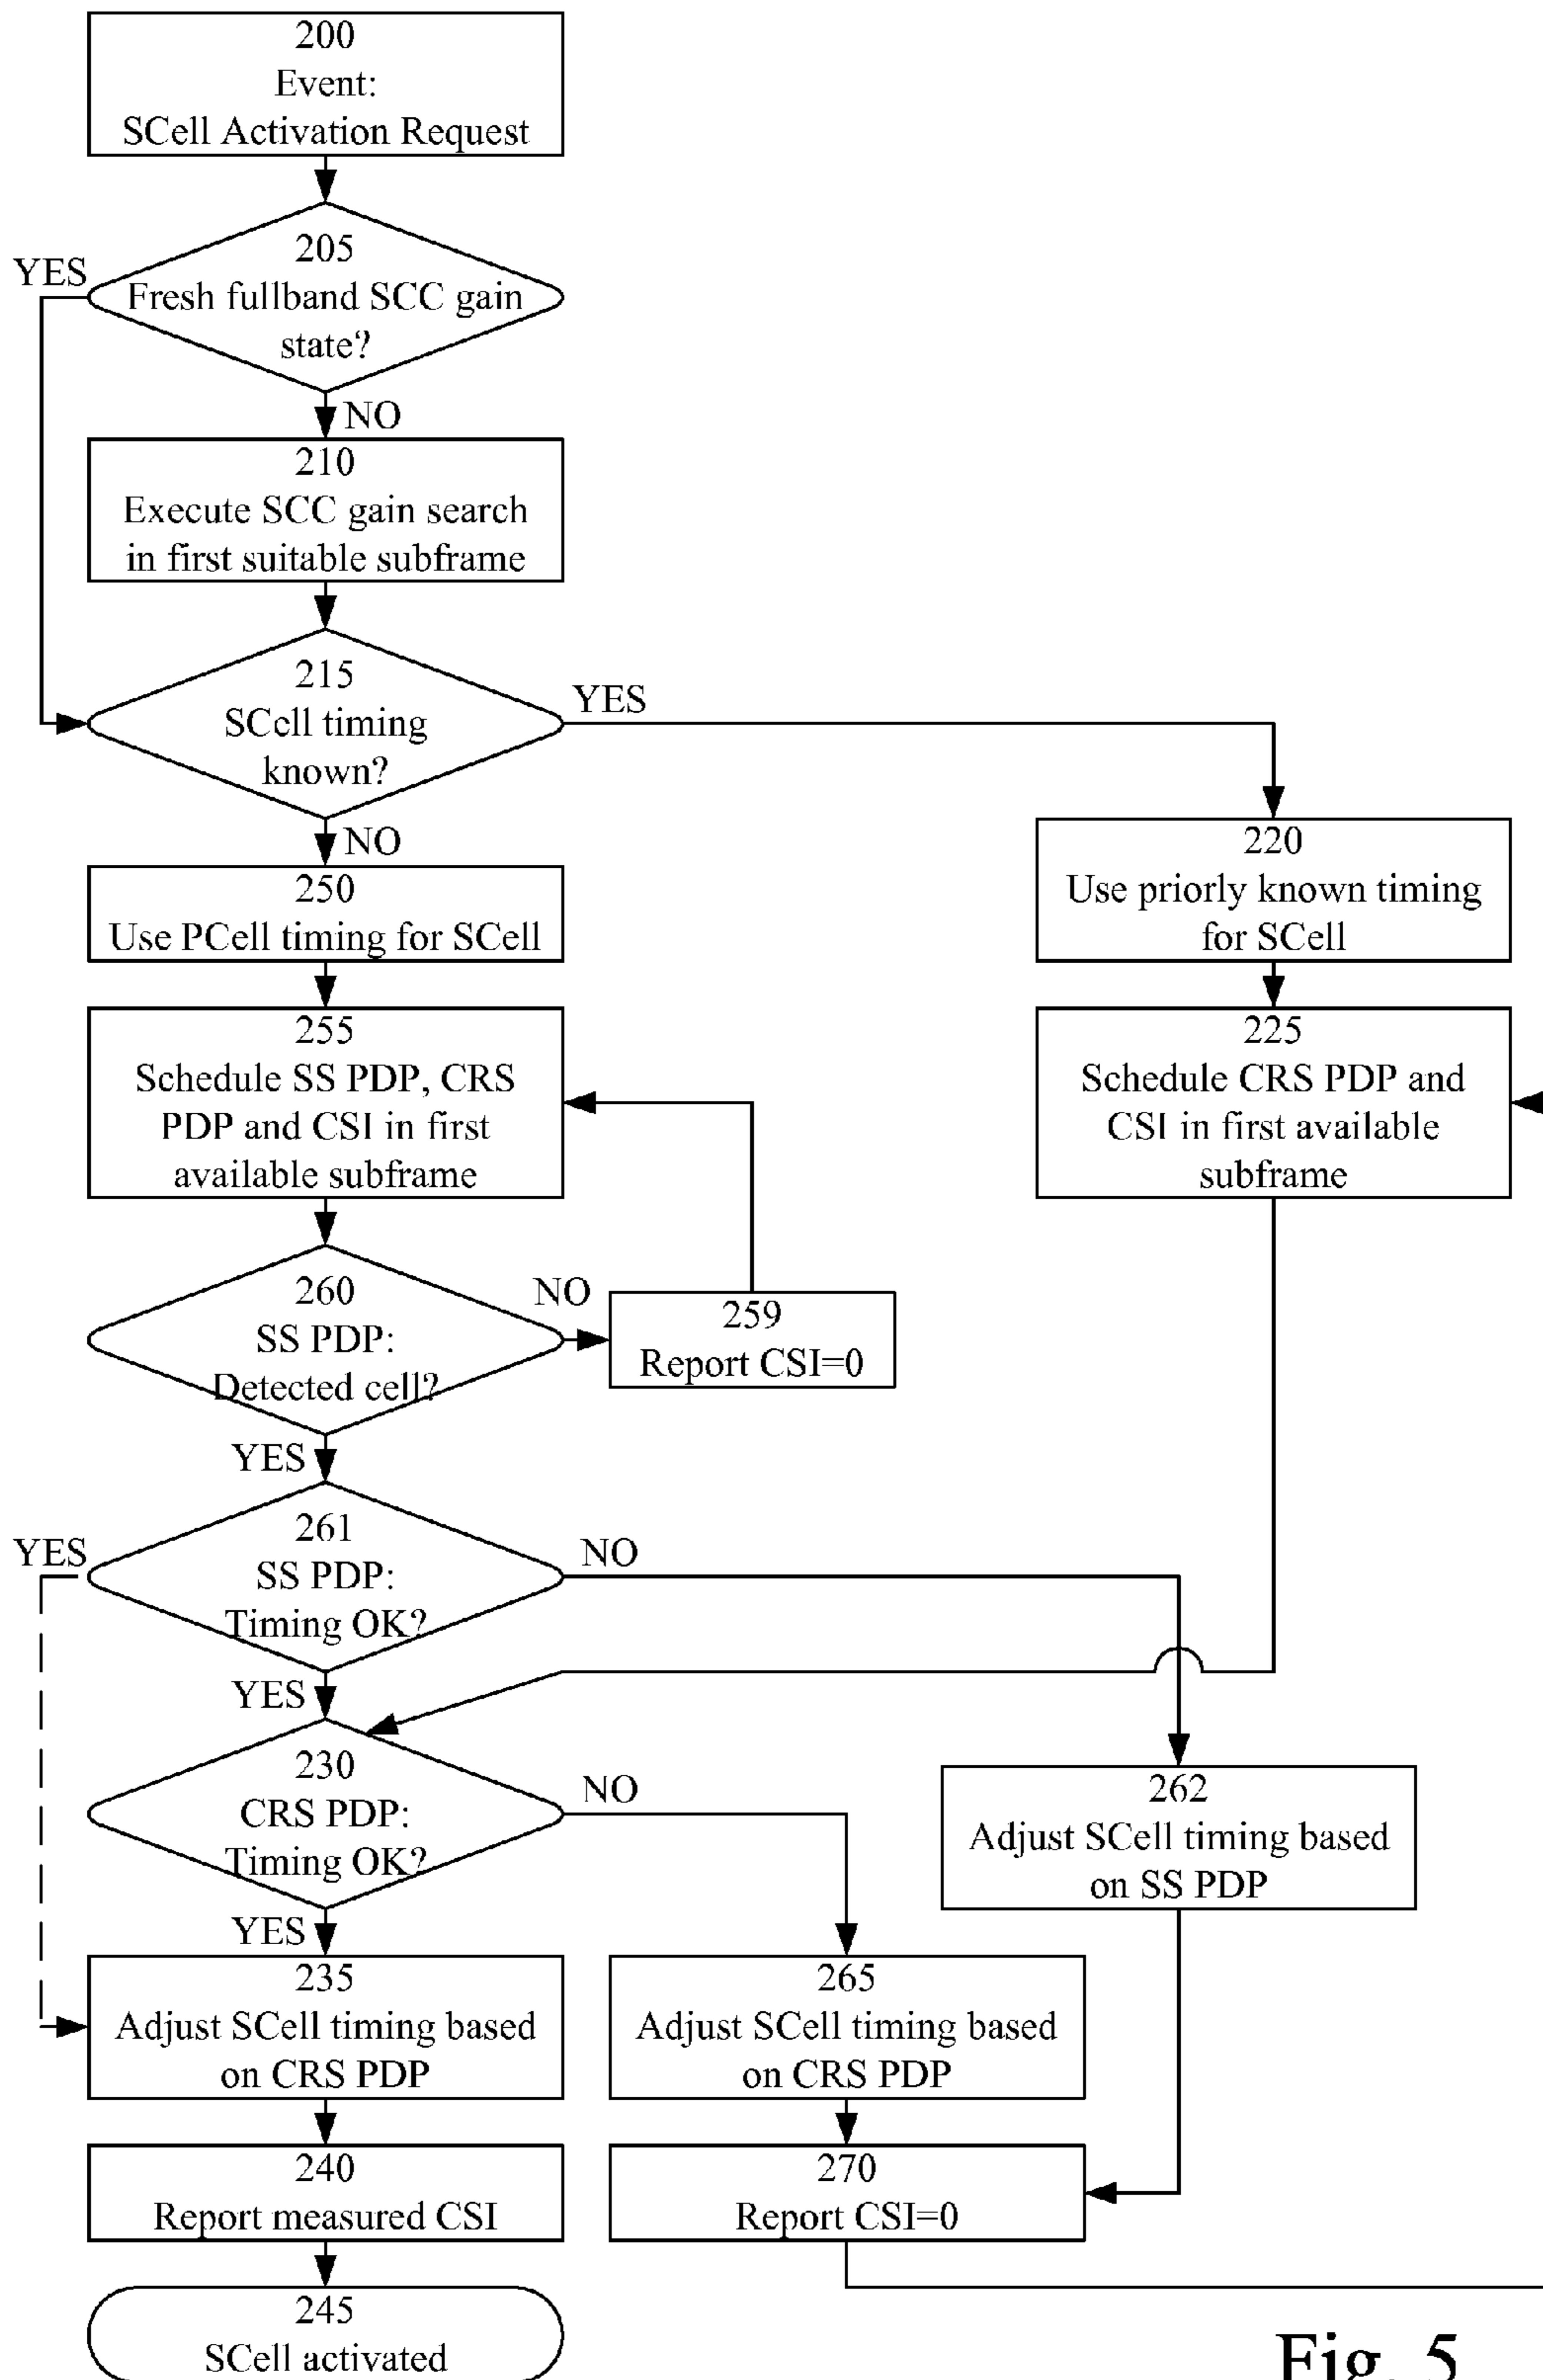 200
Event:
SCell Activation Request
205
YES
Fresh fullband SCC gain
state?
NO
210
Execute SCC gain search
in first suitable subframe
215
YES
SCell timing
known?
NO
250
Use PCell timing for SCell
220
Use priorly known timing
for SCell
255
Schedule SS PDP, CRS
PDP and CSI in first
available subframe
225
Schedule CRS PDP and
CSI in first available
subframe
260
SS PDP:
Detected cell?
NO
259
Report CSI=0
YES
261
YES
SS PDP:
Timing OK?
NO
YES
230
CRS PDP:
Timing OK?
NO
262
Adjust SCell timing based
on SS PDP
YES
235
Adjust SCell timing based
on CRS PDP
265
Adjust SCell timing based
on CRS PDP
240
Report measured CSI
270
Report CSI=0
245
SCell activated
Fig. 5